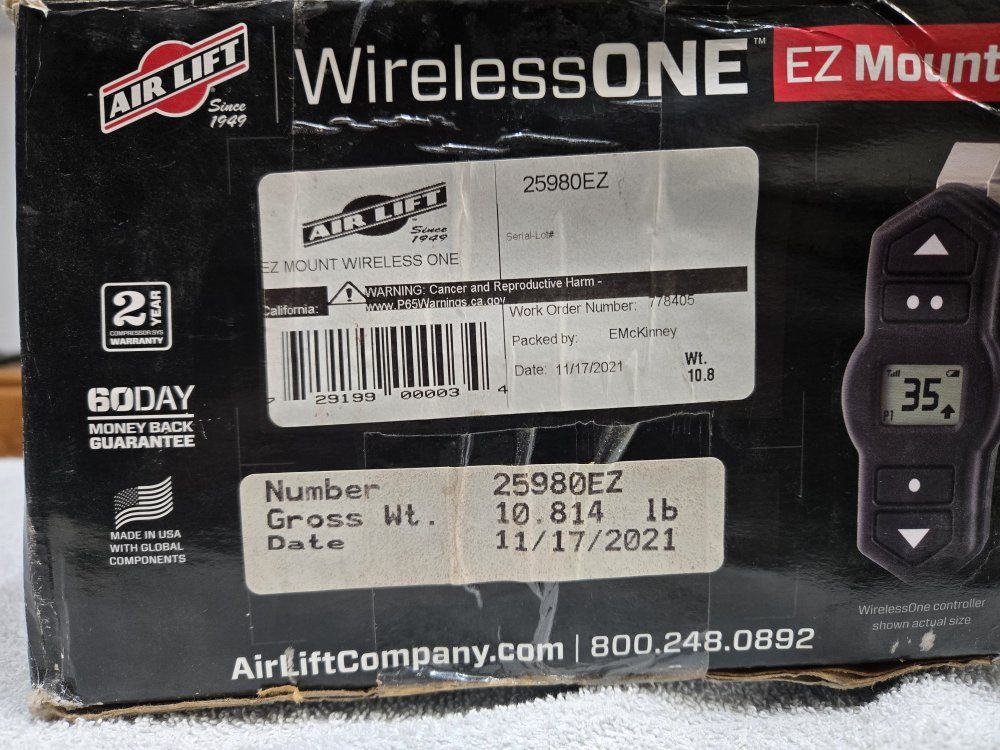 AIR LIFT
Since
1949
WirelessONE™
EZ Mount
AIR LIFT
Since
1949
25980EZ
Serial-Lot#
EZ MOUNT WIRELESS ONE
California:
WARNING: Cancer and Reproductive Harm -
www.P65Warnings.ca.gov
Work Order Number: 778405
Packed by: EMcKinney
Date: 11/17/2021
Wt.
10.8
29199 00003 4
2 YEAR
COMPRESSOR SYS
WARRANTY
60DAY
MONEY BACK
GUARANTEE
MADE IN USA
WITH GLOBAL
COMPONENTS
Number 25980EZ
Gross Wt. 10.814 lb
Date 11/17/2021
35
P1
WirelessOne controller
shown actual size
AirLiftCompany.com | 800.248.0892